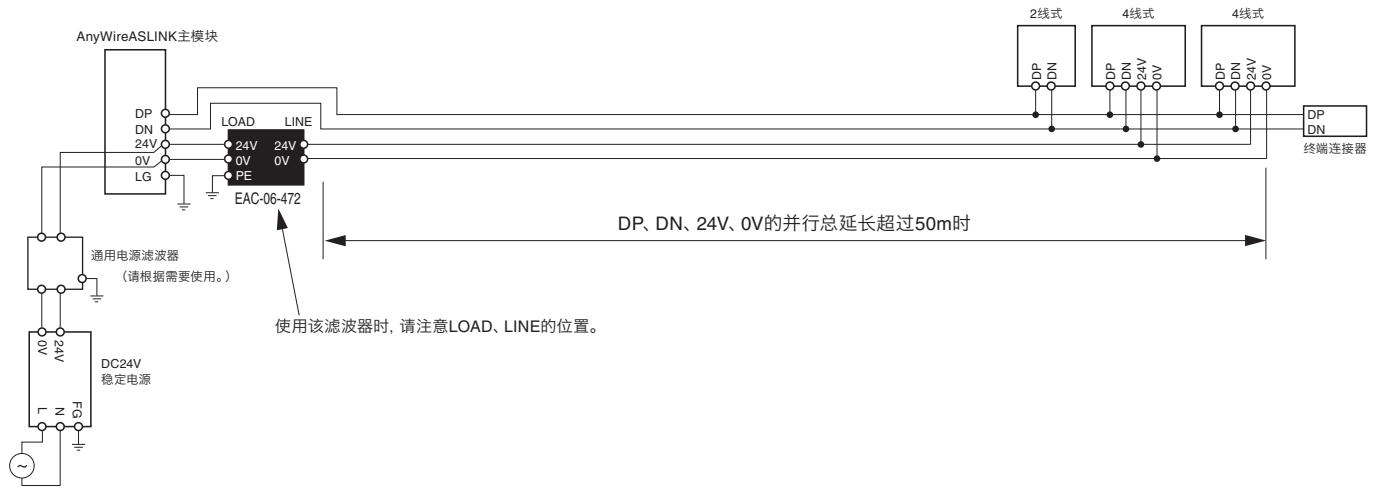 AnyWireASLINK主模块
DP
DN
24V
0V
LG
LOAD LINE
24V 24V
0V 0V
PE
EAC-06-472
2线式
DP
DN
4线式
DP
DN
24V
0V
4线式
DP
DN
24V
0V
DP
DN
终端连接器
DP、DN、24V、0V的并行总延长超过50m时
使用该滤波器时, 请注意LOAD、LINE的位置。
通用电源滤波器
(请根据需要使用。)
0V
24V
DC24V
稳定电源
L
N
FG
~